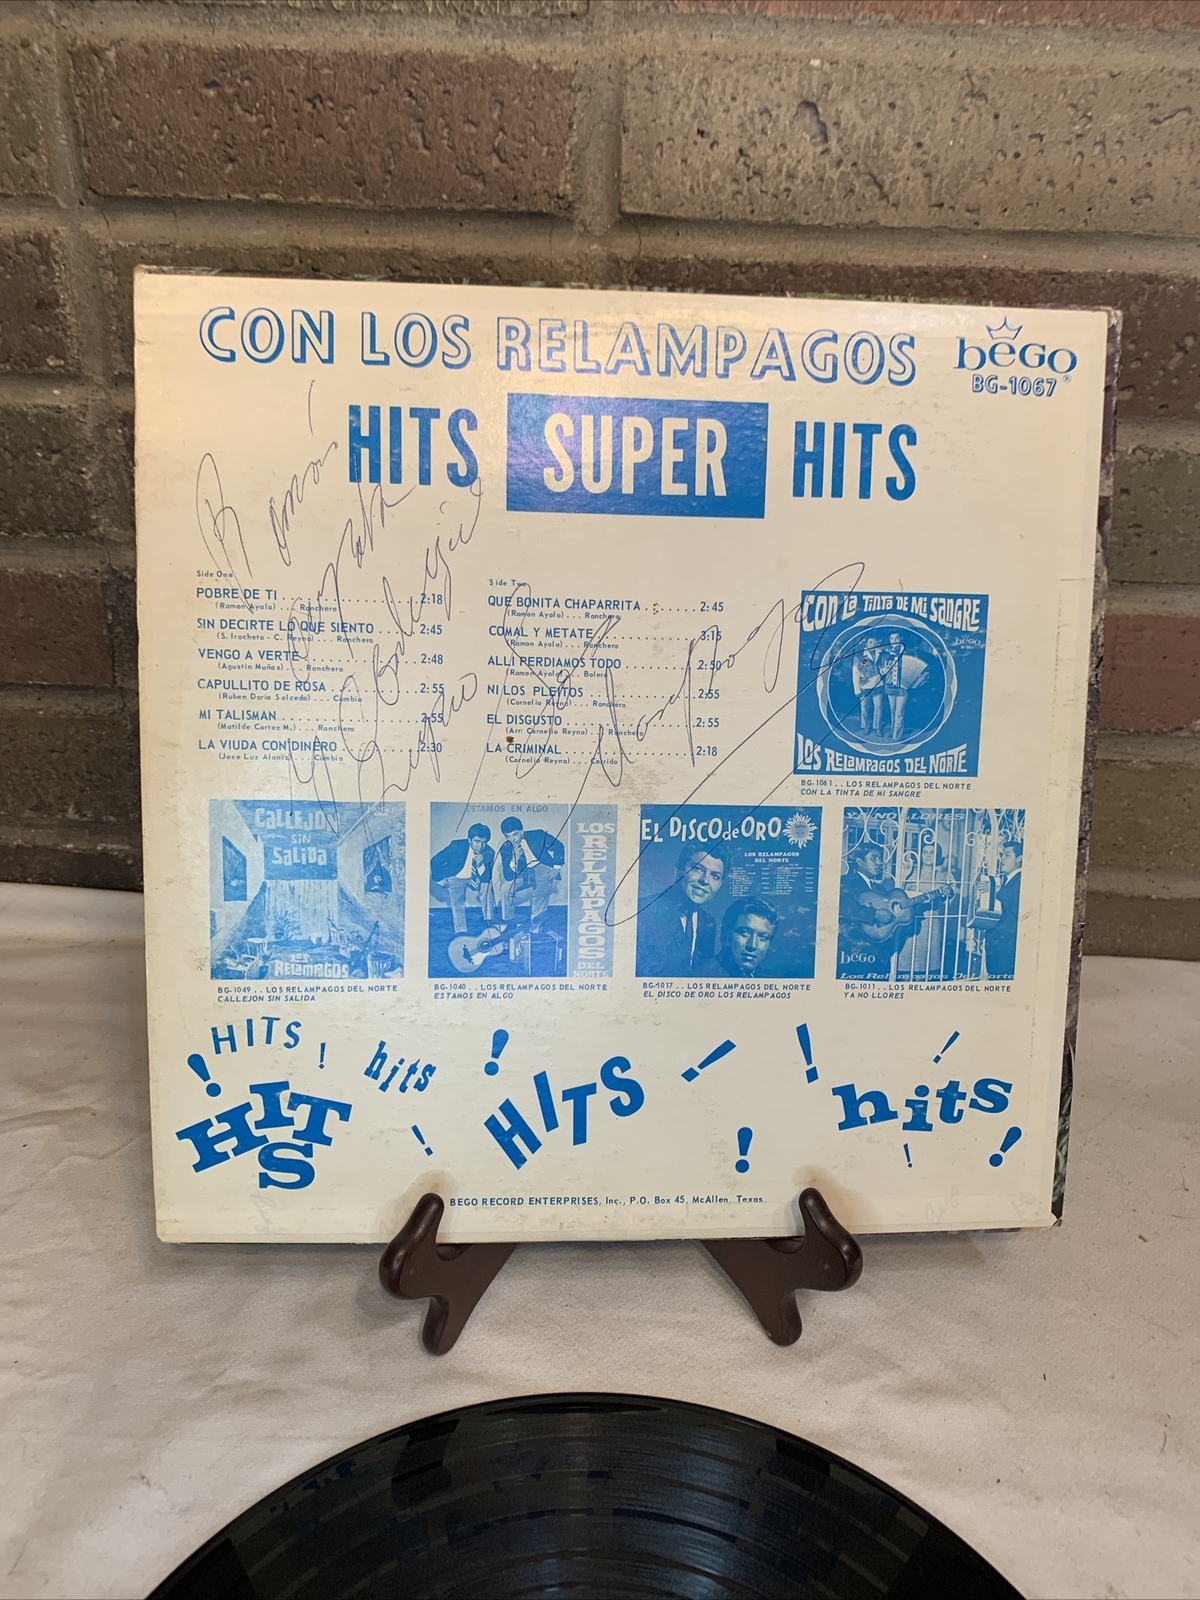 CON LOS RELAMPAGOS
bego
BG-1067
HITS SUPER HITS
Side One
POBRE DE TI 2:18
(Ramon Ayala) . . . Ranchera
SIN DECIRTE LO QUE SIENTO 2:45
(S. Iracheta - C. Reyna) . . . Ranchera
VENGO A VERTE 2:48
(Agustin Muñoz) . . . Ranchera
CAPULLITO DE ROSA 2:55
(Ruben Dario Salcedo) . . . Cumbia
MI TALISMAN 2:55
(Matilde Cortez M.) . . . Ranchera
LA VIUDA CON DINERO 2:30
(Jose Luz Alaniz) . . . Cumbia
Side Two
QUE BONITA CHAPARRITA 2:45
(Ramon Ayala) . . . Ranchera
COMAL Y METATE 3:15
(Ramon Ayala) . . . Ranchera
ALLI PERDIAMOS TODO 2:50
(Ramon Ayala) . . . Bolero
NI LOS PLEITOS 2:55
(Cornelio Reyna) . . . Ranchera
EL DISGUSTO 2:55
(Arr: Cornelio Reyna) . . . Ranchera
LA CRIMINAL 2:18
(Cornelio Reyna) . . . Corrido
Ramón
CON LA TINTA DE MI SANGRE
bego
LOS RELAMPAGOS DEL NORTE
BG-1061 . . LOS RELAMPAGOS DEL NORTE
CON LA TINTA DE MI SANGRE
CALLEJON
SIN
SALIDA
LOS
RELAMPAGOS
BG-1049 . . LOS RELAMPAGOS DEL NORTE
CALLEJON SIN SALIDA
ESTAMOS EN ALGO
LOS
RELAMPAGOS
DEL
NORTE
BG-1040 . . LOS RELAMPAGOS DEL NORTE
ESTAMOS EN ALGO
EL DISCO de ORO
LOS RELAMPAGOS
DEL NORTE
BG-1017 . . LOS RELAMPAGOS DEL NORTE
EL DISCO DE ORO LOS RELAMPAGOS
YA NO LLORES
bego
Los Relampagos Del Norte
BG-1011 . . LOS RELAMPAGOS DEL NORTE
YA NO LLORES
HITS !
! hits !
HITS
HITS ! !
! hits !
! ! ! !
BEGO RECORD ENTERPRISES, Inc., P.O. Box 45, McAllen, Texas